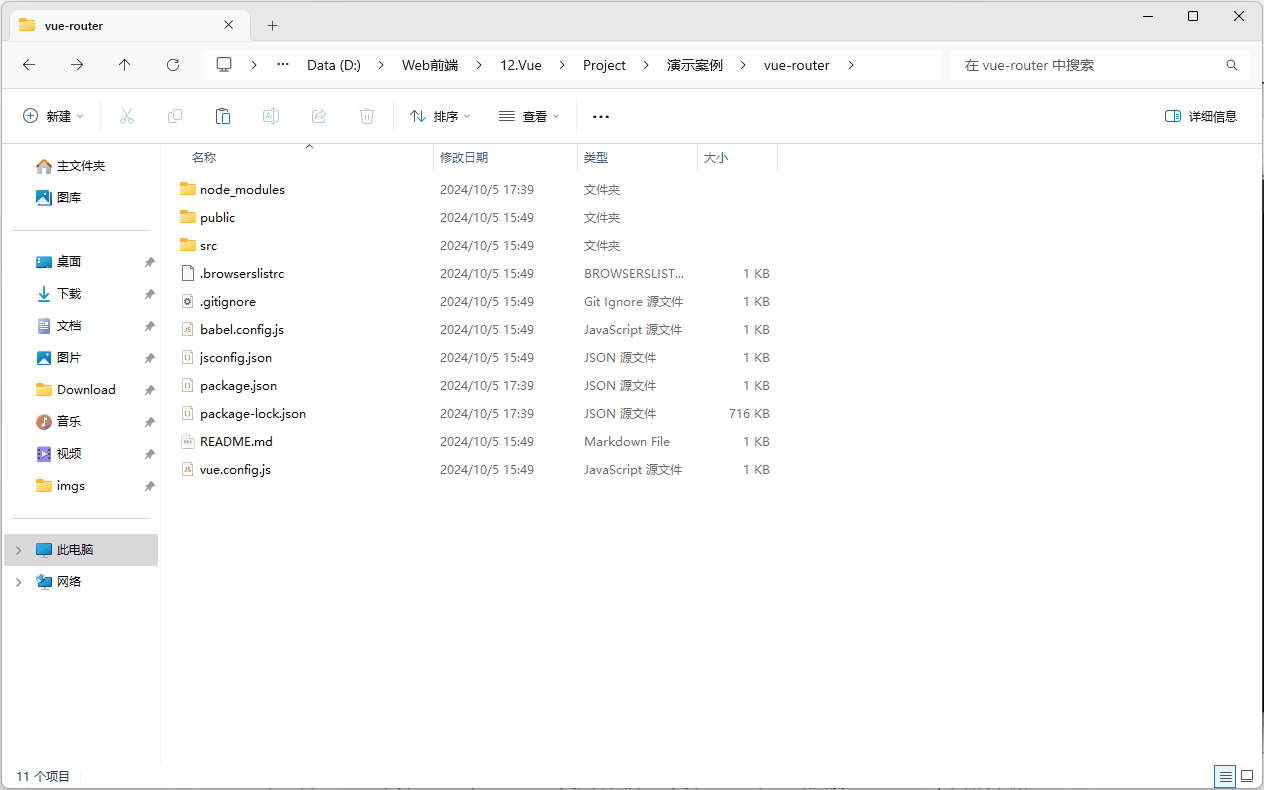 vue-router
Data (D:) Web前端 12.Vue Project 演示案例 vue-router 在 vue-router 中搜索
新建 排序 查看 详细信息
主文件夹
图库
桌面
下载
文档
图片
Download
音乐
视频
imgs
此电脑
网络
名称 修改日期 类型 大小
node_modules 2024/10/5 17:39 文件夹
public 2024/10/5 15:49 文件夹
src 2024/10/5 15:49 文件夹
.browserslistrc 2024/10/5 15:49 BROWSERSLIST... 1 KB
.gitignore 2024/10/5 15:49 Git Ignore 源文件 1 KB
babel.config.js 2024/10/5 15:49 JavaScript 源文件 1 KB
jsconfig.json 2024/10/5 15:49 JSON 源文件 1 KB
package.json 2024/10/5 17:39 JSON 源文件 1 KB
package-lock.json 2024/10/5 17:39 JSON 源文件 716 KB
README.md 2024/10/5 15:49 Markdown File 1 KB
vue.config.js 2024/10/5 15:49 JavaScript 源文件 1 KB
11 个项目